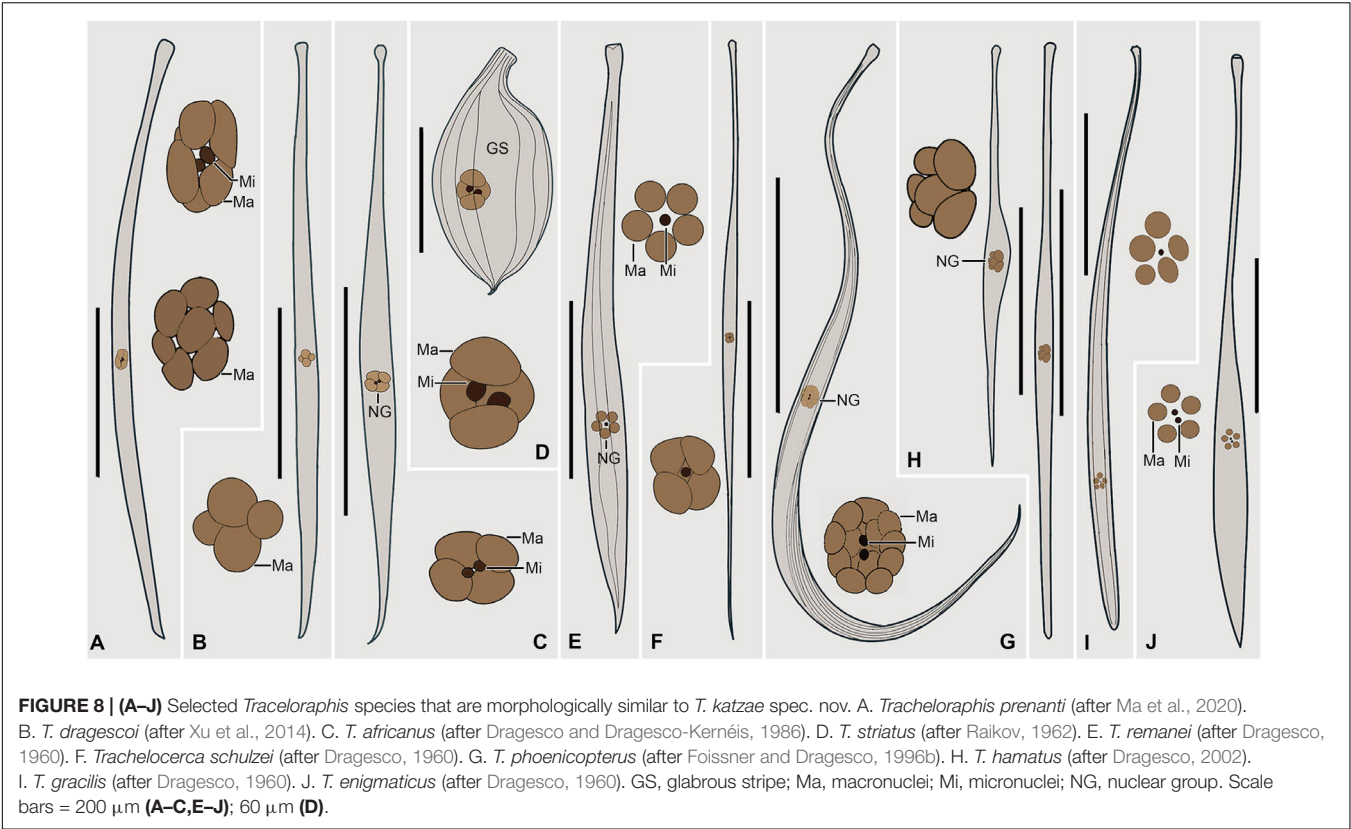 GS
Mi
Ma
Ma
Ma
NG
Ma
Mi
Ma
Mi
Ma Mi
NG
NG
NG
Ma
Mi
Ma
Mi
A
B
C
D
E
F
G
H
I
J
FIGURE 8 | (A–J) Selected Traceloraphis species that are morphologically similar to T. katzae spec. nov. A. Tracheloraphis prenanti (after Ma et al., 2020).
B. T. dragescoi (after Xu et al., 2014). C. T. africanus (after Dragesco and Dragesco-Kernéis, 1986). D. T. striatus (after Raikov, 1962). E. T. remanei (after Dragesco,
1960). F. Trachelocerca schulzei (after Dragesco, 1960). G. T. phoenicopterus (after Foissner and Dragesco, 1996b). H. T. hamatus (after Dragesco, 2002).
I. T. gracilis (after Dragesco, 1960). J. T. enigmaticus (after Dragesco, 1960). GS, glabrous stripe; Ma, macronuclei; Mi, micronuclei; NG, nuclear group. Scale
bars = 200 μm (A–C,E–J); 60 μm (D).